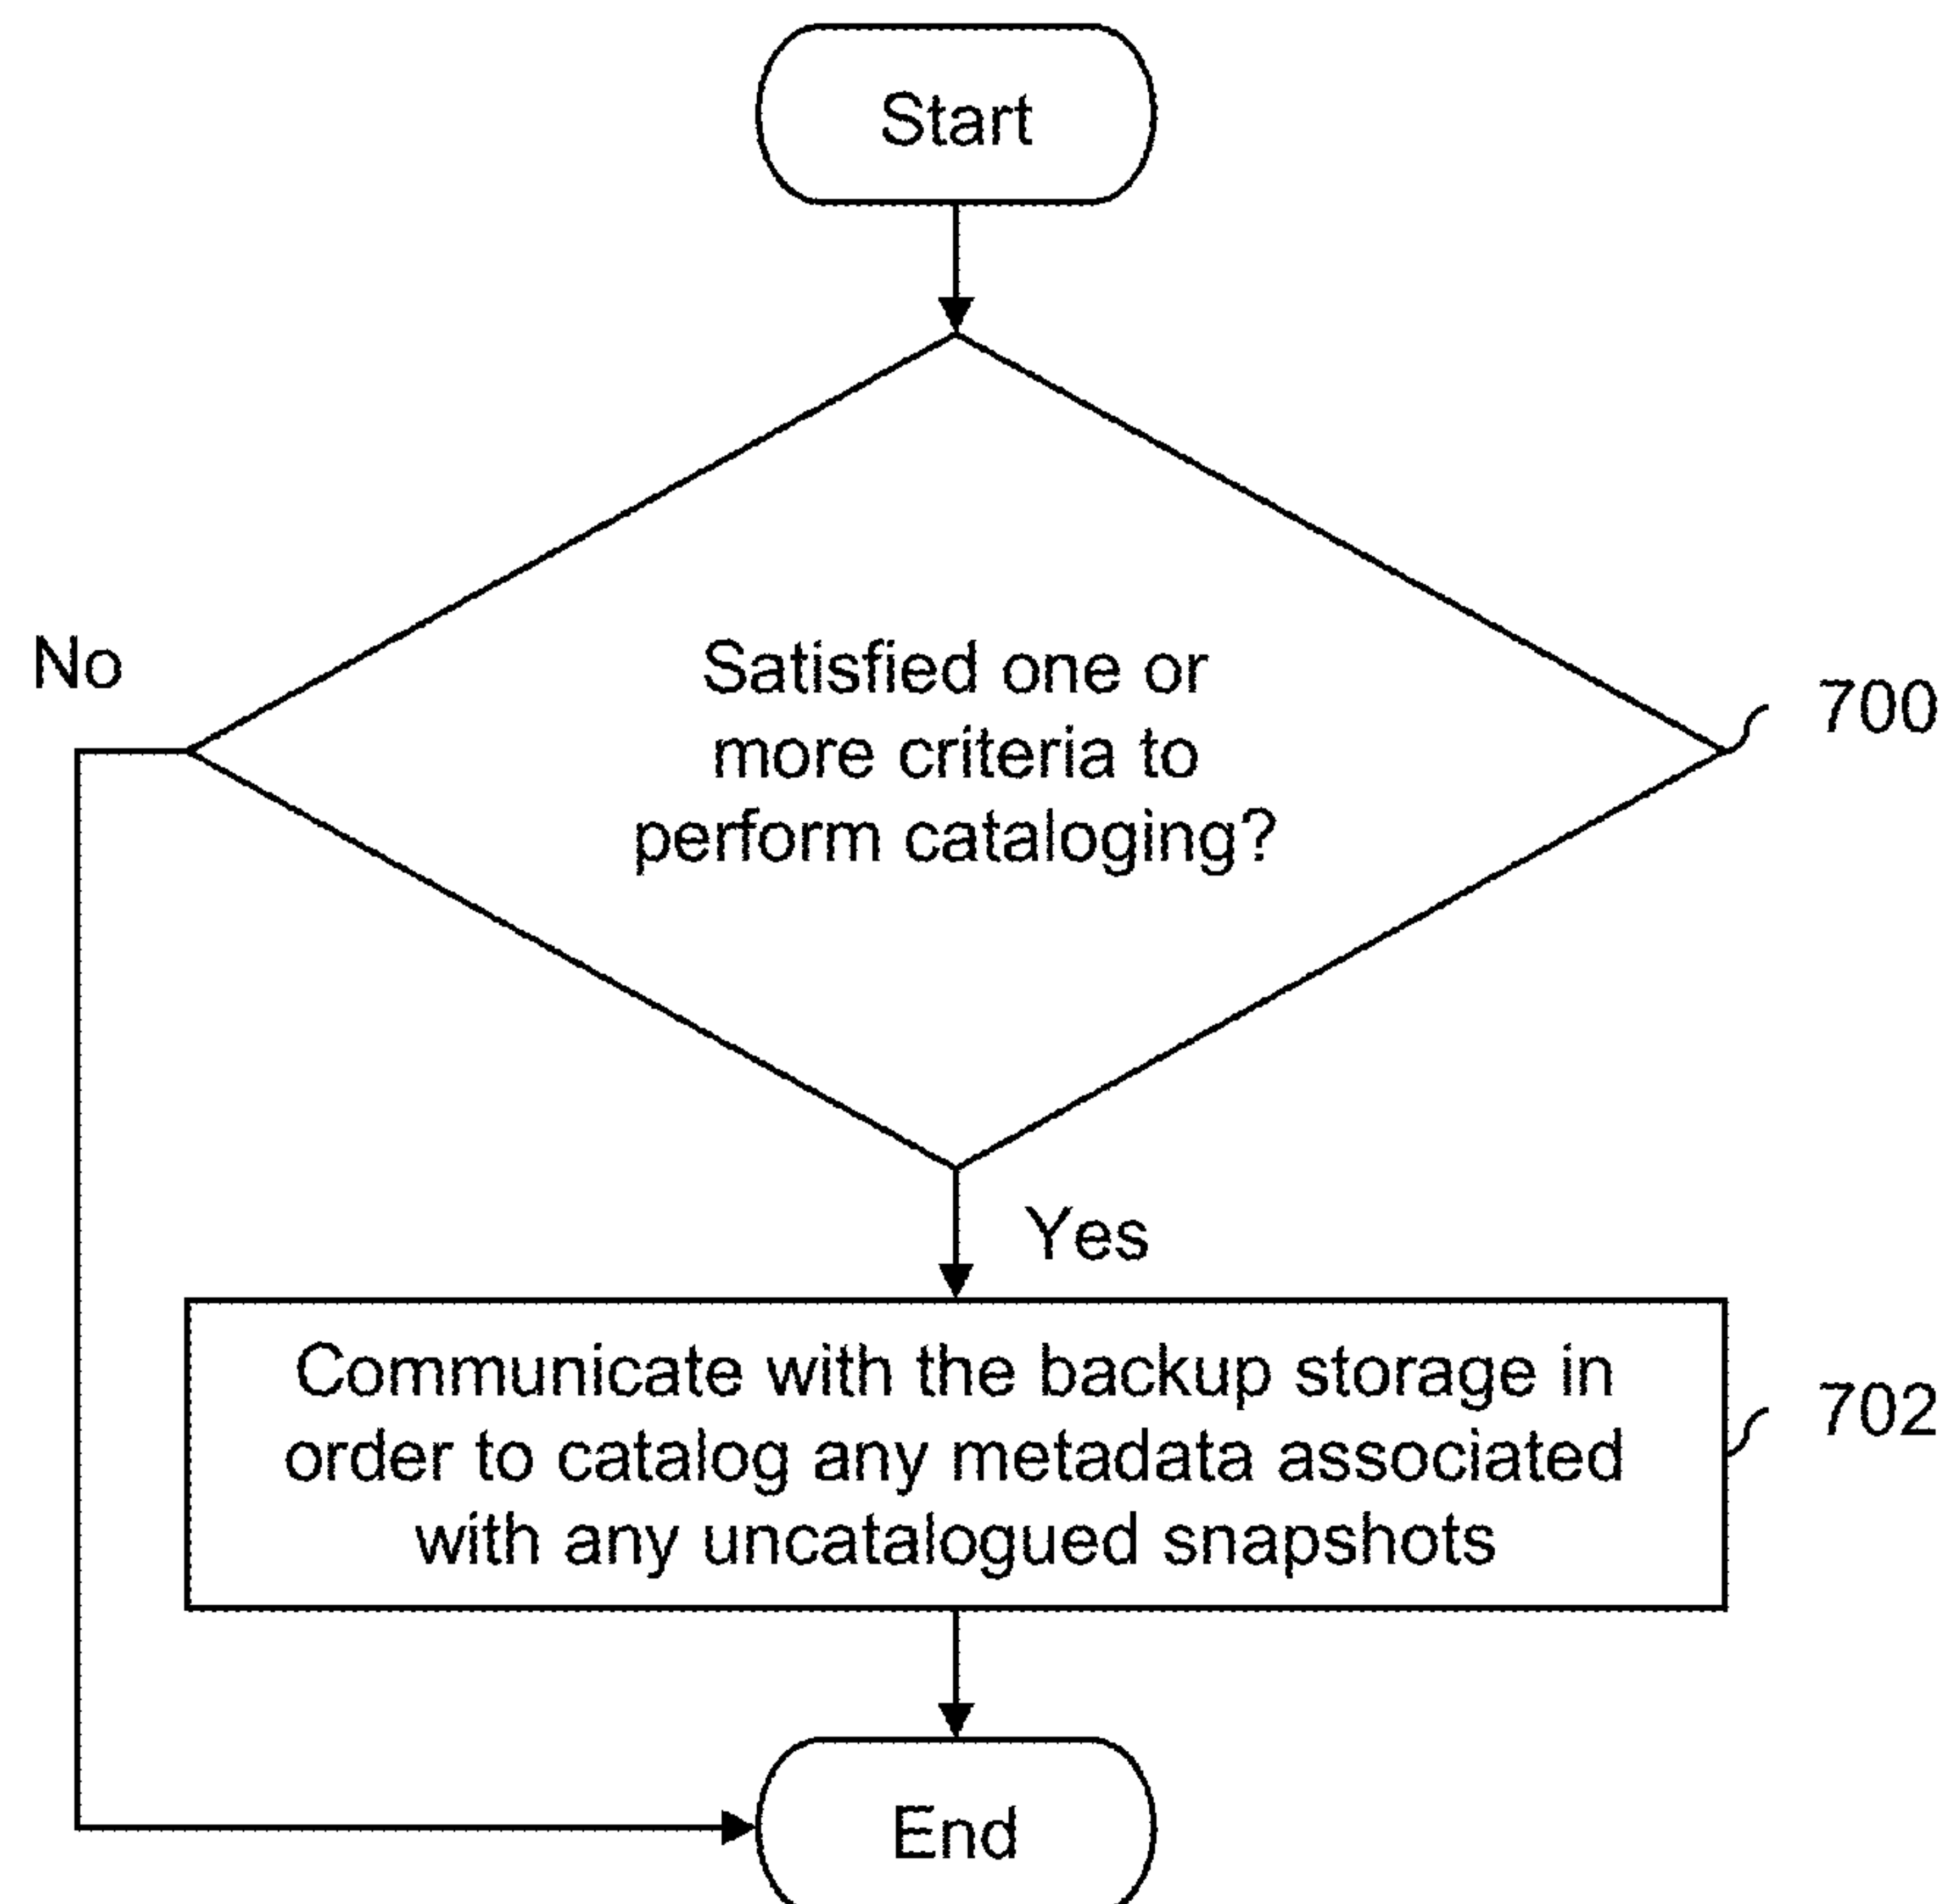 Start
No
Satisfied one or
more criteria to
perform cataloging?
700
Yes
Communicate with the backup storage in
order to catalog any metadata associated
with any uncatalogued snapshots
702
End